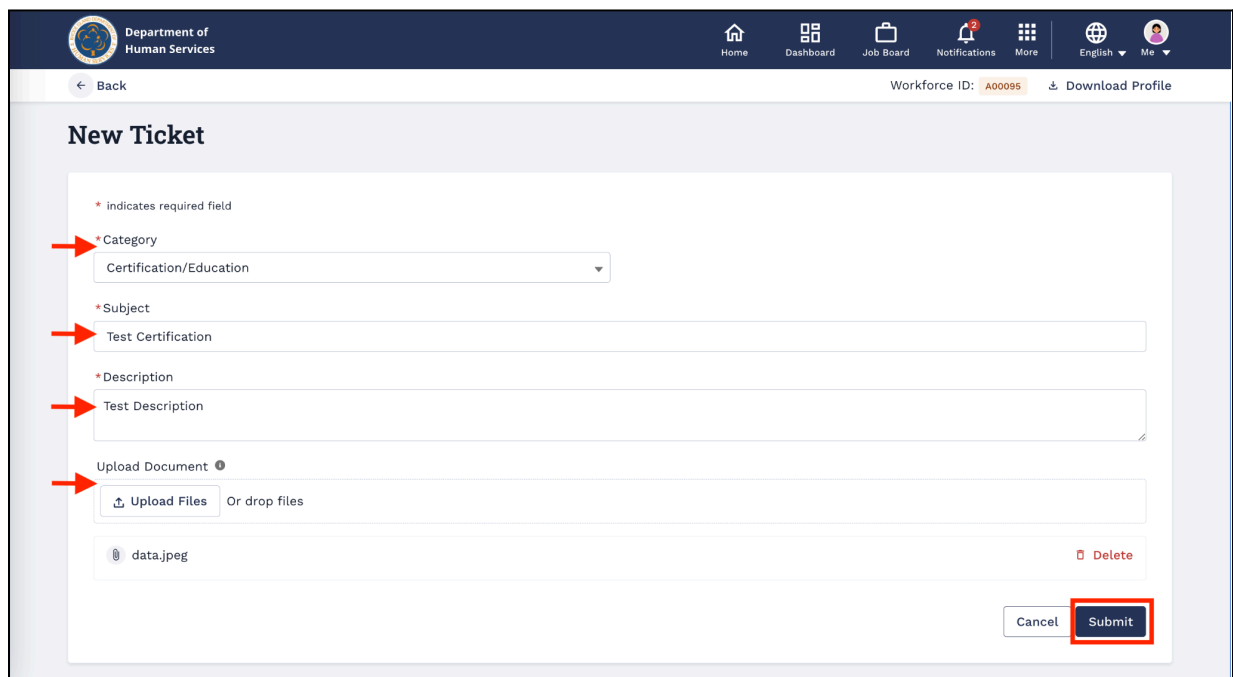 Department of
Human Services
Home
Dashboard
Job Board
2
Notifications
More
English
Me
Back
Workforce ID: A00095
Download Profile
New Ticket
* indicates required field
*Category
Certification/Education
*Subject
Test Certification
*Description
Test Description
Upload Document
Upload Files Or drop files
data.jpeg
Delete
Cancel
Submit